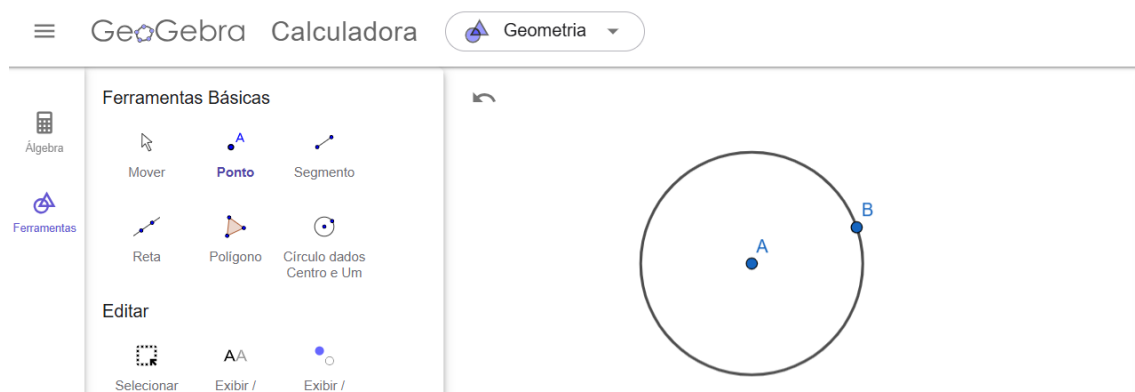 GeoGebra Calculadora Geometria
Álgebra
Ferramentas
Ferramentas Básicas
Mover
A
Ponto
Segmento
Reta
Polígono
Círculo dados
Centro e Um
Editar
Selecionar
AA
Exibir /
Exibir /
B
A